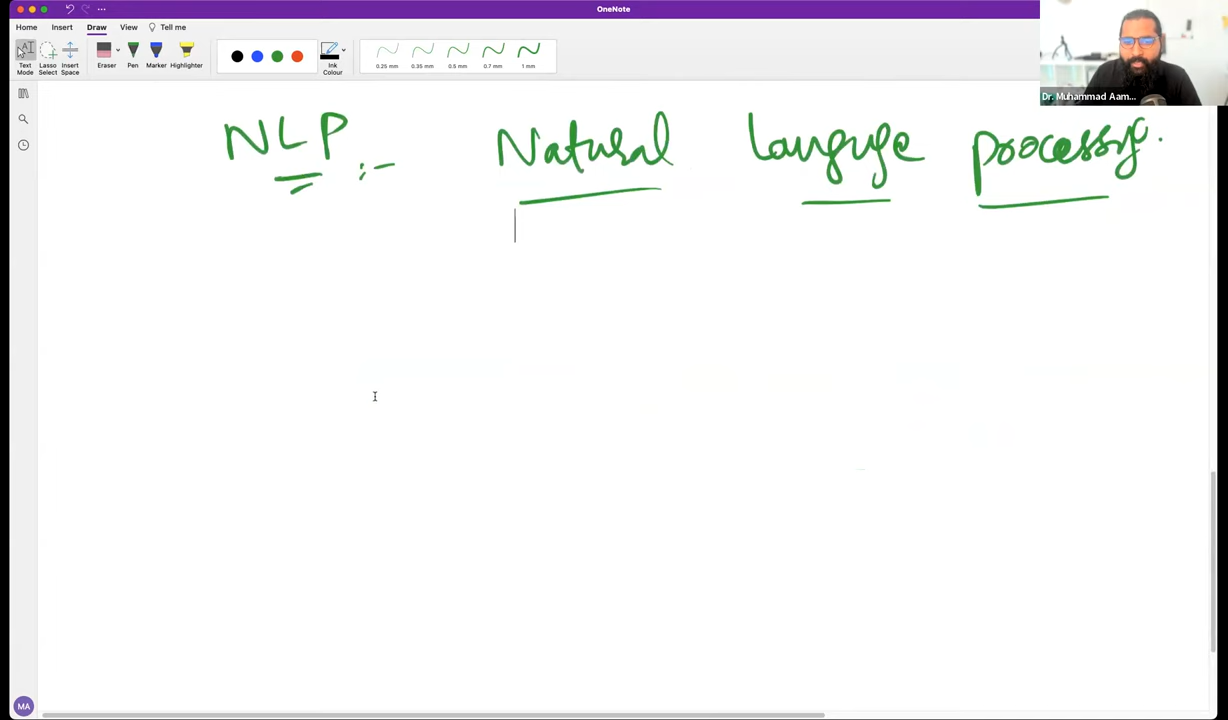 OneNote
Home Insert Draw View Tell me
Text Mode
Lasso Select
Insert Space
Eraser
Pen
Marker
Highlighter
Ink Colour
0.25 mm 0.35 mm 0.5 mm 0.7 mm 1 mm
Dr. Muhammad Aam...
NLP :- Natural Languge processyg.
MA